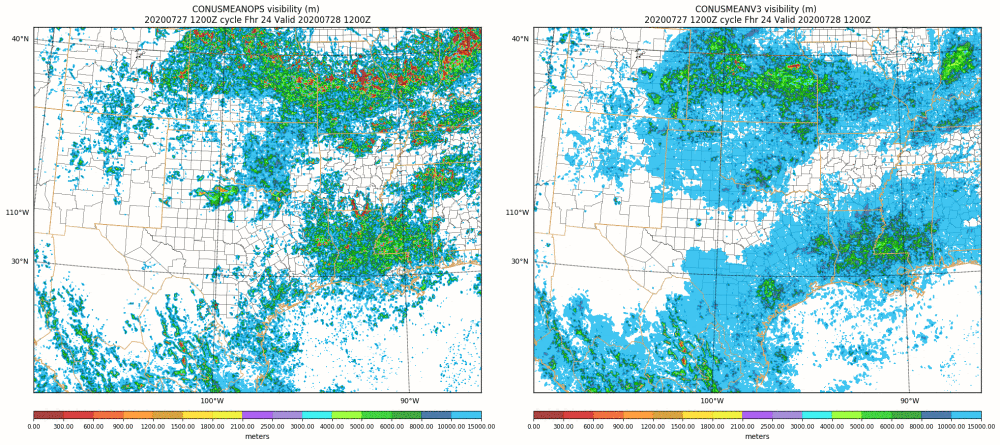 CONUSMEANOPS visibility (m)
20200727 1200Z cycle Fhr 24 Valid 20200728 1200Z
40°N
110°W
30°N
100°W
90°W
0.00 300.00 600.00 900.00 1200.00 1500.00 1800.00 2100.00 2500.00 3000.00 4000.00 5000.00 6000.00 8000.00 10000.00 15000.00
meters
CONUSMEANV3 visibility (m)
20200727 1200Z cycle Fhr 24 Valid 20200728 1200Z
40°N
110°W
30°N
100°W
90°W
0.00 300.00 600.00 900.00 1200.00 1500.00 1800.00 2100.00 2500.00 3000.00 4000.00 5000.00 6000.00 8000.00 10000.00 15000.00
meters